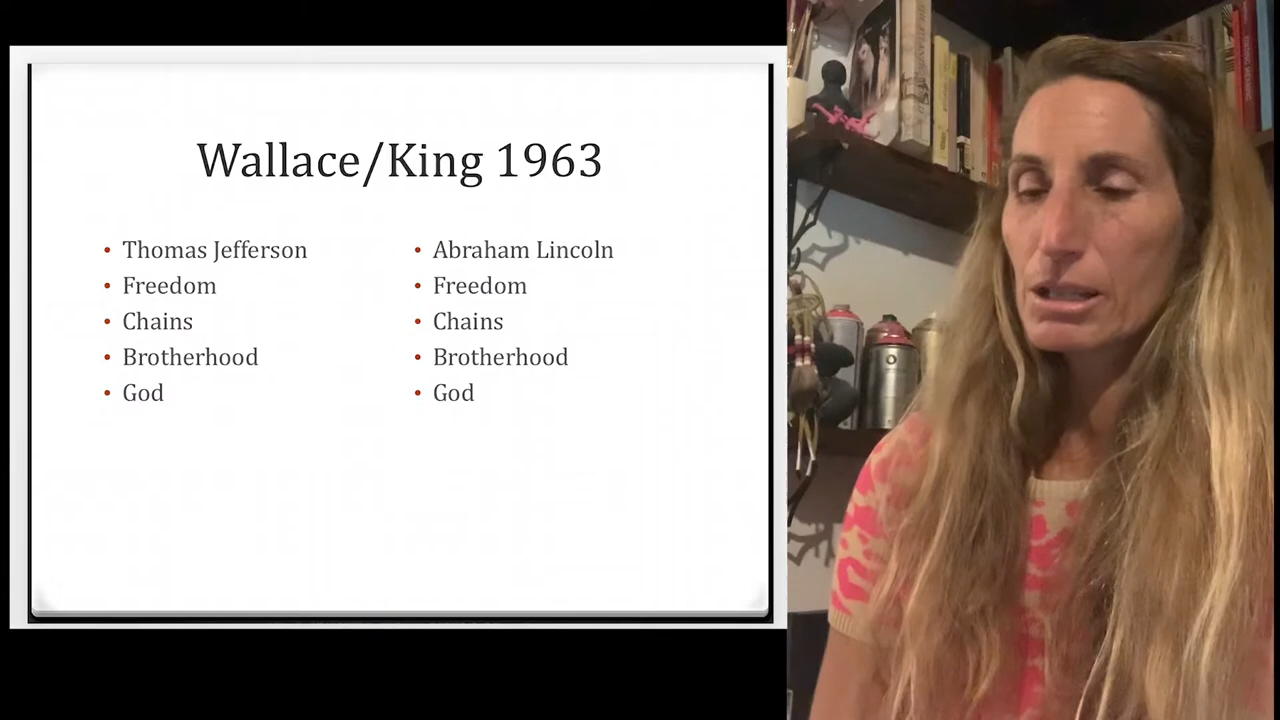 Wallace/King 1963
• Thomas Jefferson
• Freedom
• Chains
• Brotherhood
• God
• Abraham Lincoln
• Freedom
• Chains
• Brotherhood
• God